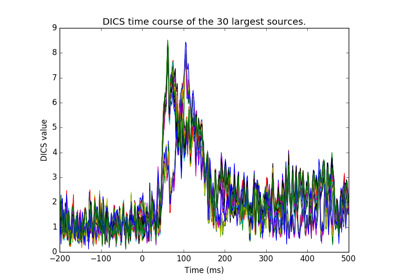 DICS time course of the 30 largest sources.
9
8
7
6
5
4
3
2
1
0
DICS value
−200 −100 0 100 200 300 400 500
Time (ms)